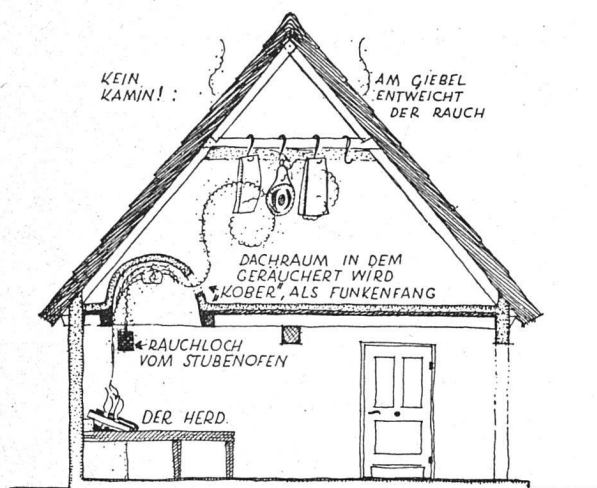 KEIN
KAMIN! :
AM GIEBEL
ENTWEICHT
DER RAUCH
DACHRAUM IN DEM
GERÄUCHERT WIRD
"KOBER", ALS FUNKENFANG
RAUCHLOCH
VOM STUBENOFEN
DER HERD.